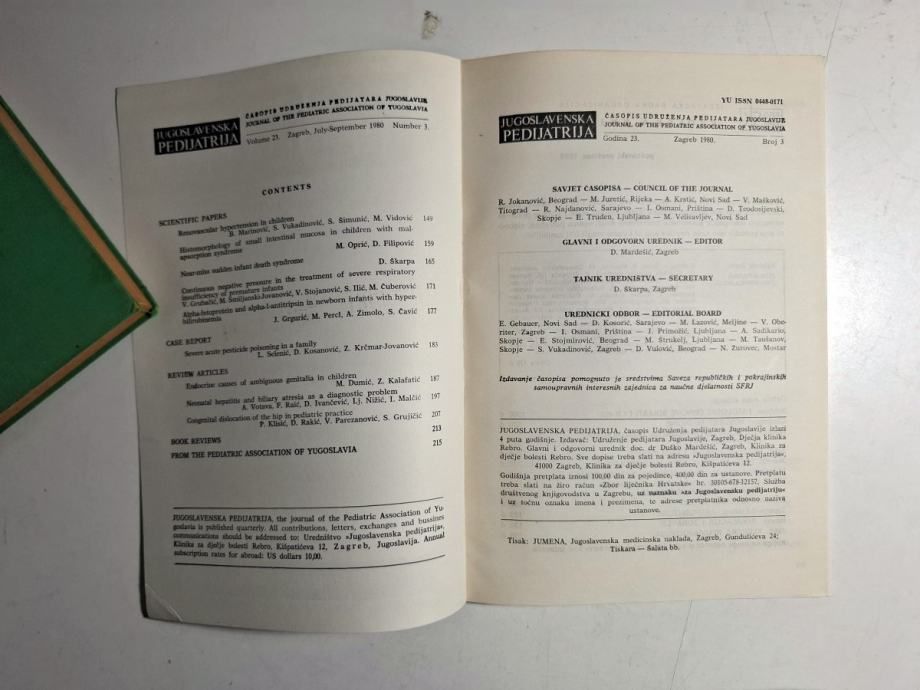 JUGOSLAVENSKA
PEDIJATRIJA
ČASOPIS UDRUŽENJA PEDIJATARA JUGOSLAVIJE
JOURNAL OF THE PEDIATRIC ASSOCIATION OF YUGOSLAVIA
Volume 23. Zagreb, July-September 1980 Number 3.
CONTENTS
SCIENTIFIC PAPERS
Renovascular hypertension in children
B. Marinović, S. Vukadinović, S. Šimunić, M. Vidović 149
Histomorphology of small intestinal mucosa in children with mal-
apsorption syndrome
M. Oprić, D. Filipović 159
Near-miss sudden infant death syndrome D. Škarpa 165
Continuous negative pressure in the treatment of severe respiratory
insufficiency of premature infants
V. Grubačić, M. Smiljanski-Jovanović, V. Stojanović, S. Ilić, M. Čuberović 171
Alpha-fetoprotein and alpha-1-antitripsin in newborn infants with hyper-
bilirubinemia J. Grgurić, M. Percl, A. Zimolo, S. Čavić 177
CASE REPORT
Severe acute pesticide poisoning in a family
L. Selenić, D. Kosanović, Z. Krčmar-Jovanović 183
REVIEW ARTICLES
Endocrine causes of ambiguous genitalia in children
M. Dumić, Z. Kalafatić 187
Neonatal hepatitis and biliary atresia as a diagnostic problem
A. Votava, F. Raić, D. Ivančević, Lj. Nižić, I. Malčić 197
Congenital dislocation of the hip in pediatric practice
P. Klisić, D. Rakić, V. Parezanović, S. Grujičić 207
BOOK REVIEWS 213
FROM THE PEDIATRIC ASSOCIATION OF YUGOSLAVIA 215
JUGOSLAVENSKA PEDIJATRIJA, the journal of the Pediatric Association of Yu-
goslavia is published quarterly. All contributions, letters, exchanges and bussines
communications should be addressed to: Uredništvo »Jugoslavenska pedijatrija«,
Klinika za dječje bolesti Rebro, Kišpatićeva 12, Zagreb, Jugoslavija. Annual
subscription rates for abroad: US dollars 10,00.
YU ISSN 0448-0171
JUGOSLAVENSKA
PEDIJATRIJA
ČASOPIS UDRUŽENJA PEDIJATARA JUGOSLAVIJE
JOURNAL OF THE PEDIATRIC ASSOCIATION OF YUGOSLAVIA
Godina 23. Zagreb 1980. Broj 3
SAVJET ČASOPISA — COUNCIL OF THE JOURNAL
R. Jokanović, Beograd — M. Juretić, Rijeka — A. Krstić, Novi Sad — V. Mašković,
Titograd — R. Najdanović, Sarajevo — I. Osmani, Priština — D. Teodosijevski,
Skopje — E. Truden, Ljubljana — M. Velisavljev, Novi Sad
GLAVNI I ODGOVORN UREDNIK — EDITOR
D. Mardešić, Zagreb
TAJNIK UREDNISTVA — SECRETARY
D. Škarpa, Zagreb
UREDNICKI ODBOR — EDITORIAL BOARD
E. Gebauer, Novi Sad — D. Kosorić, Sarajevo — M. Lazović, Meljine — V. Obe-
iter, Zagreb — I. Osmani, Priština — J. Primožič, Ljubljana — A. Sadikario,
Skopje — E. Stojmirović, Beograd — M. Štrukelj, Ljubljana — M. Taušanov,
Skopje — S. Vukadinović, Zagreb — D. Vulović, Beograd — N. Žurovec, Mostar
Izdavanje časopisa pomognuto je sredstvima Saveza republičkih i pokrajinskih
samoupravnih interesnih zajednica za naučne djelatnosti SFRJ
JUGOSLAVENSKA PEDIJATRIJA, časopis Udruženja pedijatara Jugoslavije izlazi
4 puta godišnje. Izdavač: Udruženje pedijatara Jugoslavije, Zagreb, Dječja klinika
Rebro. Glavni i odgovorni urednik doc. dr Duško Mardešić, Zagreb, Klinika za
dječje bolesti Rebro. Sve dopise treba slati na adresu »Jugoslavenska pedijatrija«,
41000 Zagreb, Klinika za dječje bolesti Rebro, Kišpatićeva 12.
Godišnja pretplata iznosi 100,00 din za pojedince, 400,00 din za ustanove. Pretplatu
treba slati na žiro račun »Zbor liječnika Hrvatske« br. 30105-678-12157, Služba
društvenog knjigovodstva u Zagrebu, uz naznaku »za Jugoslavensku pedijatriju«
i uz točnu oznaku imena i prezimena, te adrese pretplatnika odnosno naziva
ustanove.
Tisak: JUMENA, Jugoslavenska medicinska naklada, Zagreb, Gundulićeva 24;
Tiskara — Šalata bb.